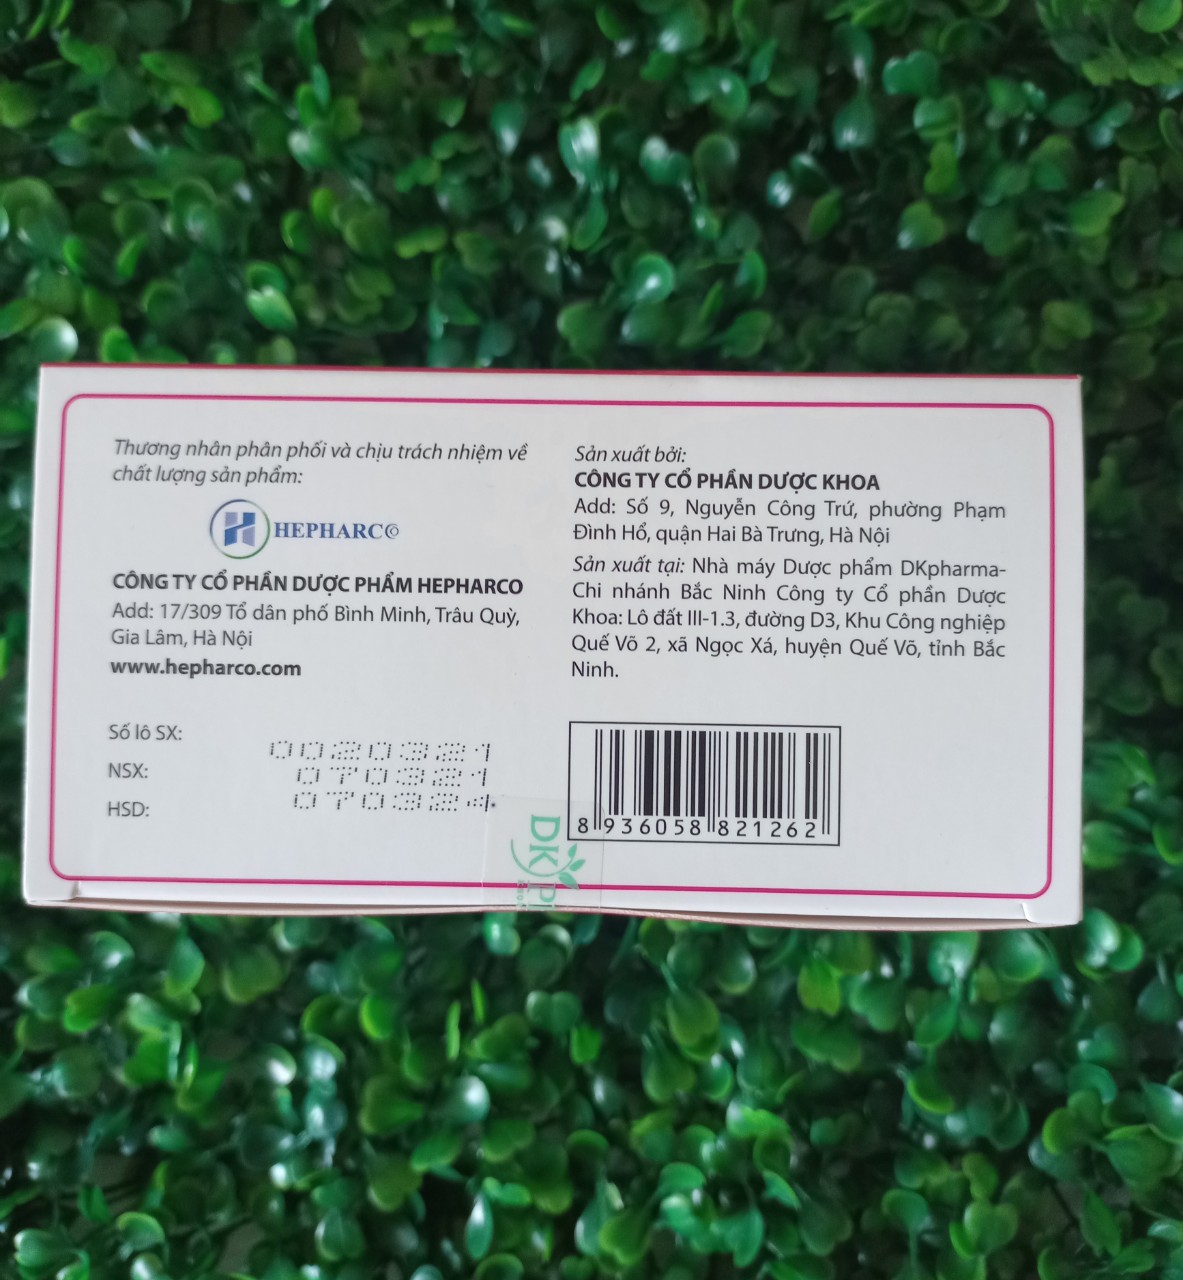 Thương nhân phân phối và chịu trách nhiệm về
chất lượng sản phẩm:
HEPHARCO
CÔNG TY CỔ PHẦN DƯỢC PHẨM HEPHARCO
Add: 17/309 Tổ dân phố Bình Minh, Trâu Quỳ,
Gia Lâm, Hà Nội
www.hepharco.com
Số lô SX: 0020321
NSX: 070321
HSD: 070324
Sản xuất bởi:
CÔNG TY CỔ PHẦN DƯỢC KHOA
Add: Số 9, Nguyễn Công Trứ, phường Phạm
Đình Hổ, quận Hai Bà Trưng, Hà Nội
Sản xuất tại: Nhà máy Dược phẩm DKpharma-
Chi nhánh Bắc Ninh Công ty Cổ phần Dược
Khoa: Lô đất III-1.3, đường D3, Khu Công nghiệp
Quế Võ 2, xã Ngọc Xá, huyện Quế Võ, tỉnh Bắc
Ninh.
8 936058 821262
DK